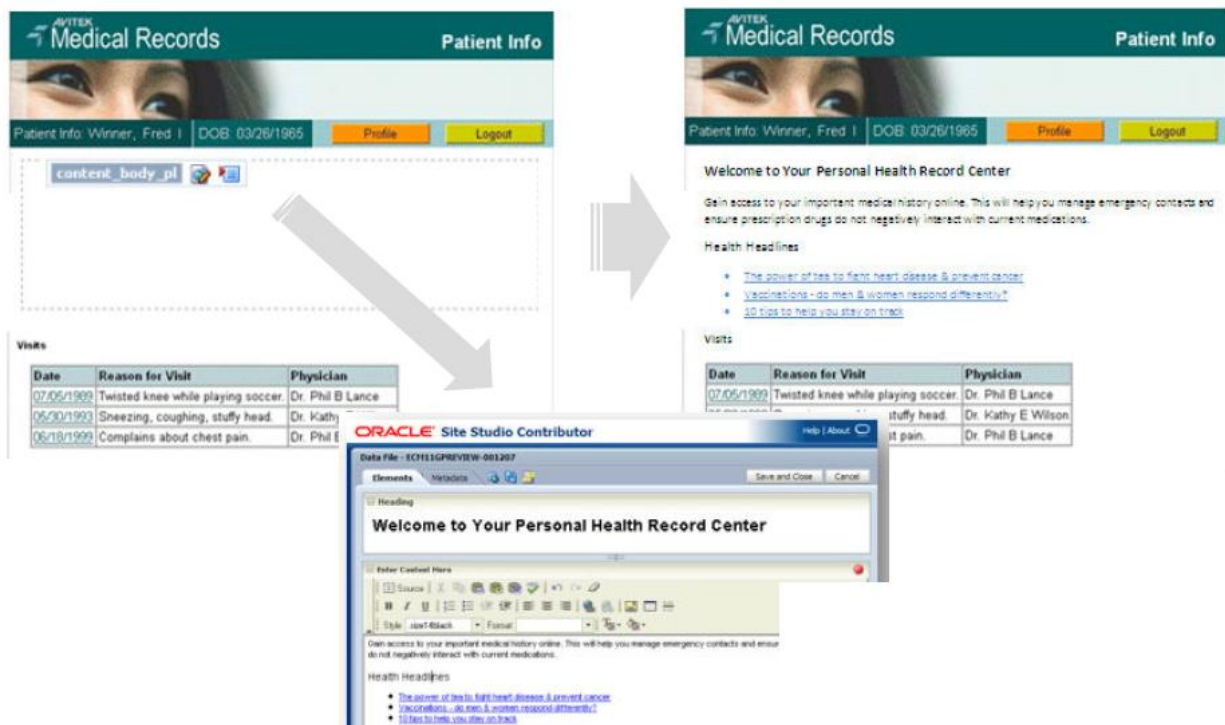 AVITEK
Medical Records
Patient Info
Patient Info: Winner, Fred I
DOB: 03/26/1965
Profile
Logout
content_body_pl
Visits
Date Reason for Visit Physician
07/05/1989 Twisted knee while playing soccer. Dr. Phil B Lance
05/30/1993 Sneezing, coughing, stuffy head. Dr. Kathy
06/18/1999 Complains about chest pain. Dr. Phil B
AVITEK
Medical Records
Patient Info
Patient Info: Winner, Fred I
DOB: 03/26/1965
Profile
Logout
Welcome to Your Personal Health Record Center
Gain access to your important medical history online. This will help you manage emergency contacts and
ensure prescription drugs do not negatively interact with current medications.
Health Headlines
The power of tea to fight heart disease & prevent cancer
Vaccinations - do men & women respond differently?
10 tips to help you stay on track
Visits
Date Reason for Visit Physician
07/05/1989 Twisted knee while playing soccer. Dr. Phil B Lance
stuffy head. Dr. Kathy E Wilson
st pain. Dr. Phil B Lance
ORACLE Site Studio Contributor
Help | About
Data File - ECM11GPREVIEW-001207
Elements Metadata
Save and Close Cancel
Heading
Welcome to Your Personal Health Record Center
Enter Content Here
Source
B I U
Style size14black Format
Gain access to your important medical history online. This will help you manage emergency contacts and ensure
do not negatively interact with current medications.
Health Headlines
The power of tea to fight heart disease & prevent cancer
Vaccinations - do men & women respond differently?
10 tips to help you stay on track